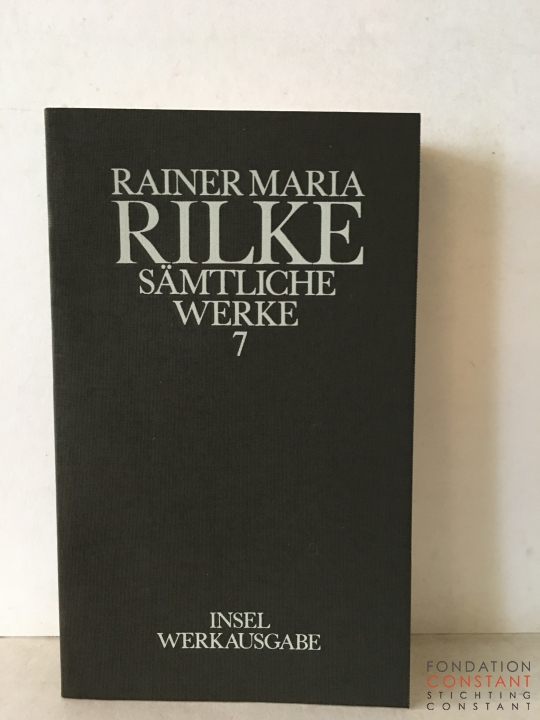 RAINER MARIA
RILKE
SÄMTLICHE
WERKE
7
INSEL
WERKAUSGABE
FONDATION
CONSTANT
STICHTING
CONSTANT